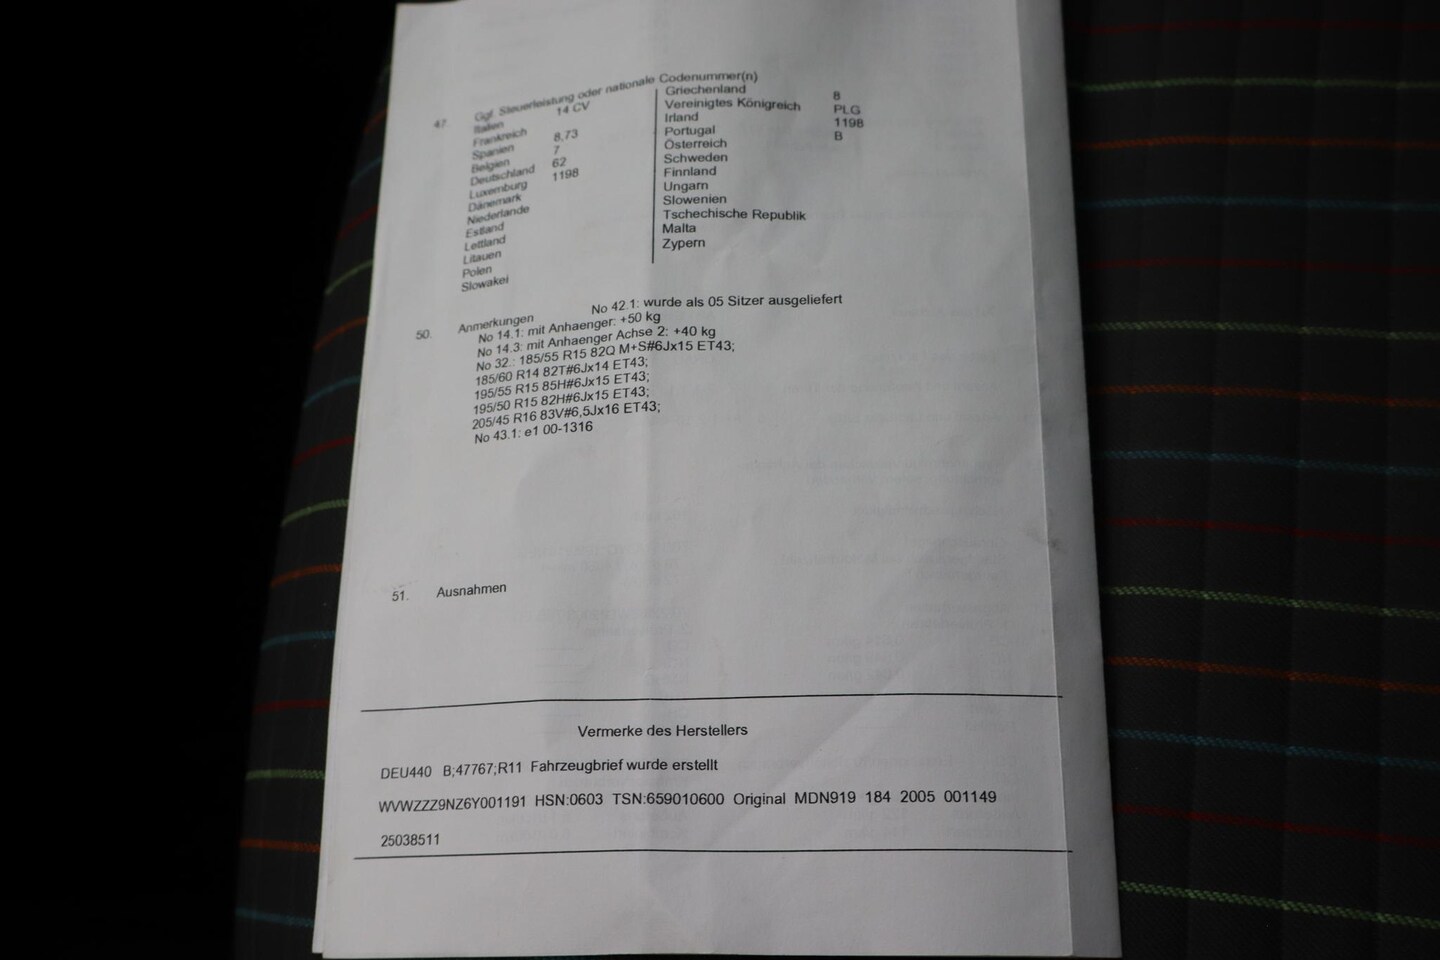 47. Ggf. Steuerleistung oder nationale Codenummer(n)
Italien 14 CV
Frankreich
Spanien 8,73
Belgien 7
Deutschland 62
Luxemburg 1198
Dänemark
Niederlande
Estland
Lettland
Litauen
Polen
Slowakei
Griechenland 8
Vereinigtes Königreich PLG
Irland 1198
Portugal B
Österreich
Schweden
Finnland
Ungarn
Slowenien
Tschechische Republik
Malta
Zypern
50. Anmerkungen No 42.1: wurde als 05 Sitzer ausgeliefert
No 14.1: mit Anhaenger: +50 kg
No 14.3: mit Anhaenger Achse 2: +40 kg
No 32.: 185/55 R15 82Q M+S#6Jx15 ET43;
185/60 R14 82T#6Jx14 ET43;
195/55 R15 85H#6Jx15 ET43;
195/50 R15 82H#6Jx15 ET43;
205/45 R16 83V#6,5Jx16 ET43;
No 43.1: e1 00-1316
51. Ausnahmen
Vermerke des Herstellers
DEU440 B;47767;R11 Fahrzeugbrief wurde erstellt
WVWZZZ9NZ6Y001191 HSN:0603 TSN:659010600 Original MDN919 184 2005 001149
25038511